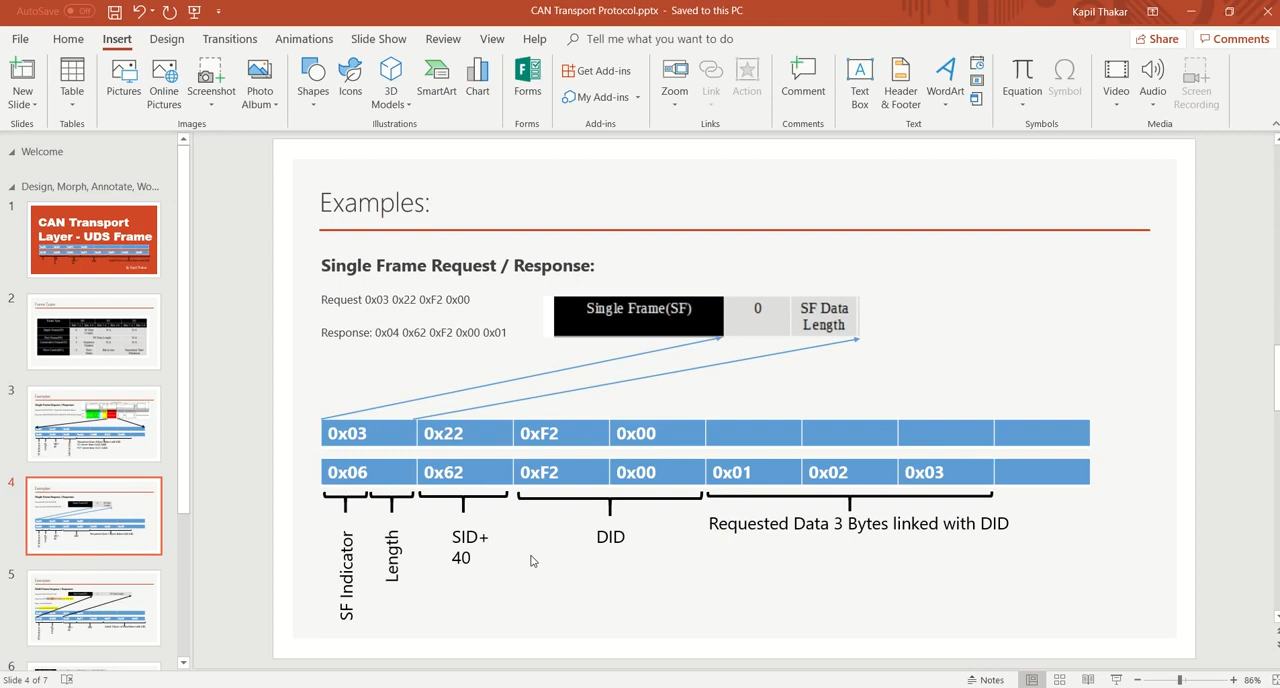 AutoSave Off
CAN Transport Protocol.pptx - Saved to this PC
Kapil Thakar
File Home Insert Design Transitions Animations Slide Show Review View Help Tell me what you want to do
Share Comments
New Slide
Table
Pictures
Online Pictures
Screenshot
Photo Album
Shapes
Icons
3D Models
SmartArt
Chart
Forms
Get Add-ins
My Add-ins
Zoom
Link
Action
Comment
Text Box
Header & Footer
WordArt
Equation
Symbol
Video
Audio
Screen Recording
Slides Tables Images Illustrations Forms Add-ins Links Comments Text Symbols Media
Welcome
Design, Morph, Annotate, Wo...
1
CAN Transport
Layer - UDS Frame
2
3
4
5
6
Examples:
Single Frame Request / Response:
Request 0x03 0x22 0xF2 0x00
Response: 0x04 0x62 0xF2 0x00 0x01
Single Frame(SF) 0 SF Data Length
0x03 0x22 0xF2 0x00
0x06 0x62 0xF2 0x00 0x01 0x02 0x03
SF Indicator
Length
SID+
40
DID
Requested Data 3 Bytes linked with DID
Slide 4 of 7
Notes
86%